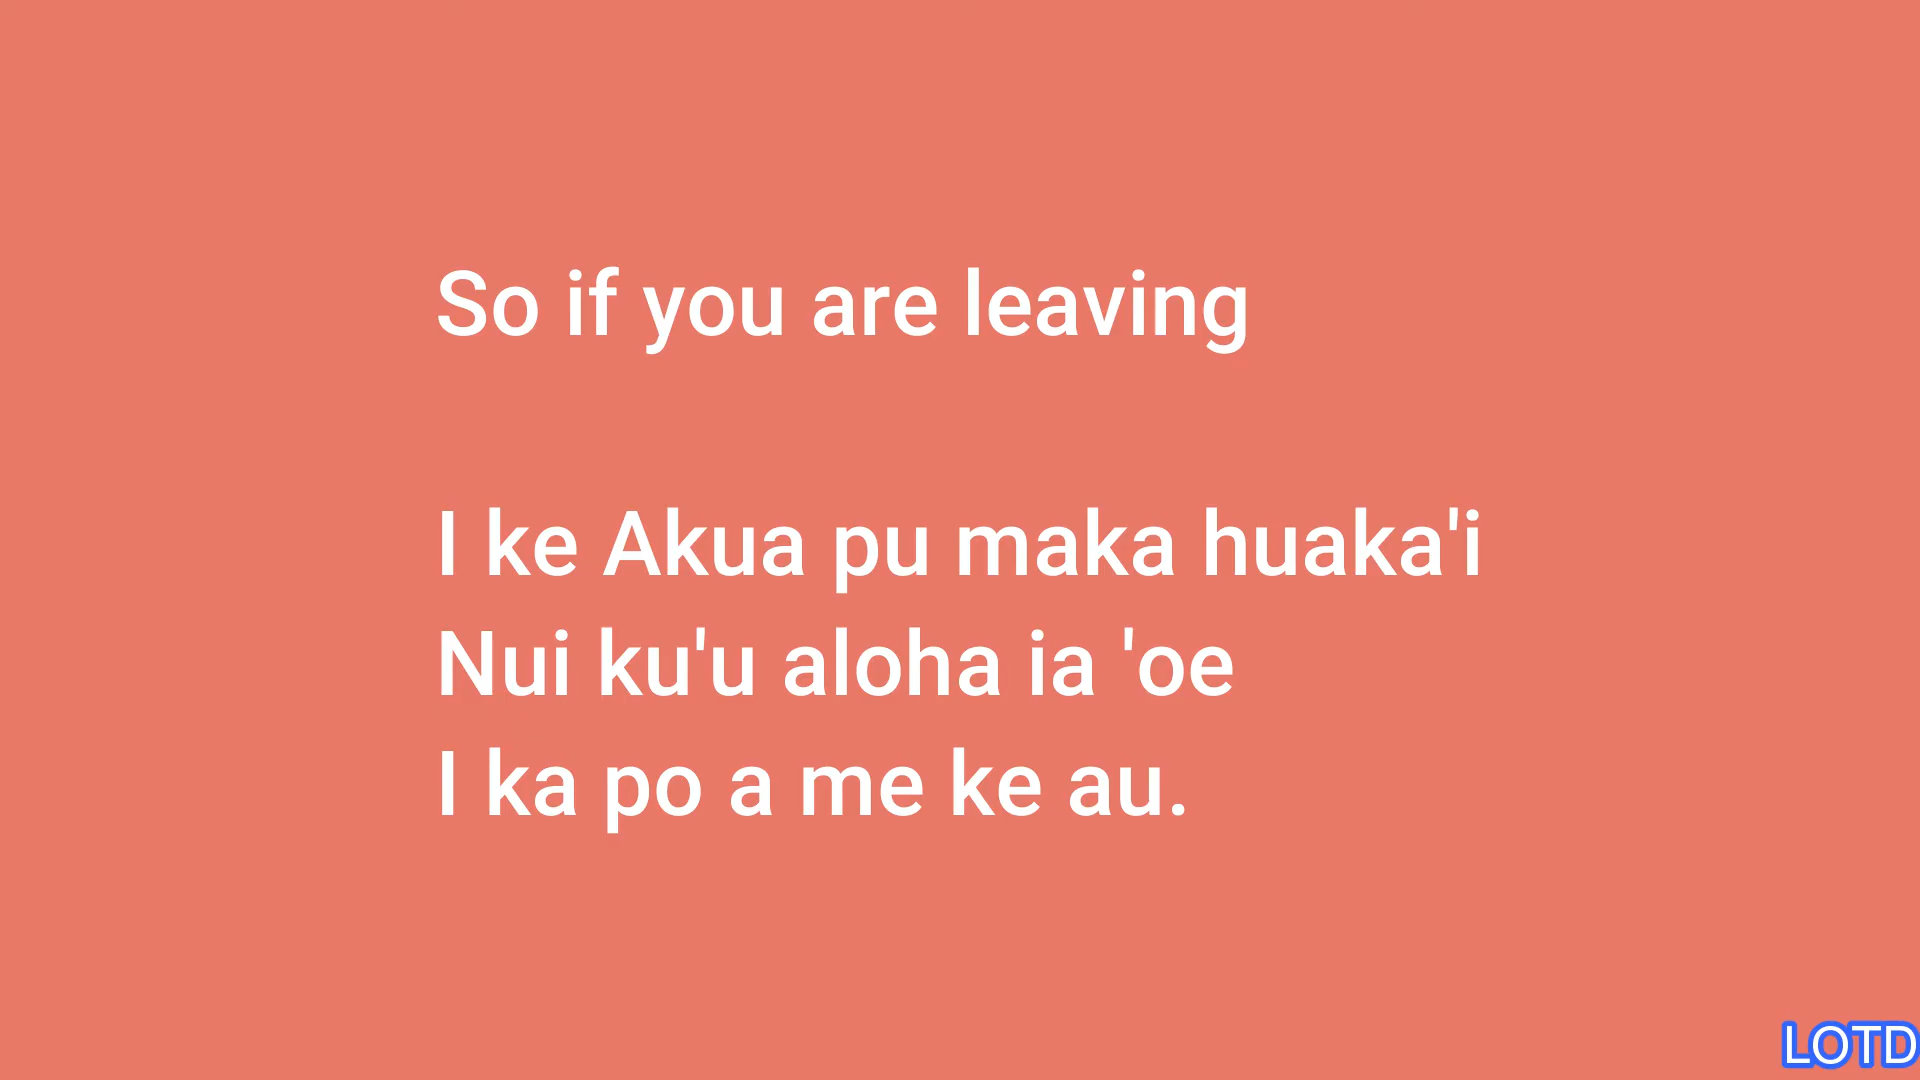 So if you are leaving
I ke Akua pu maka huaka'i
Nui ku'u aloha ia 'oe
I ka po a me ke au.
LOTD